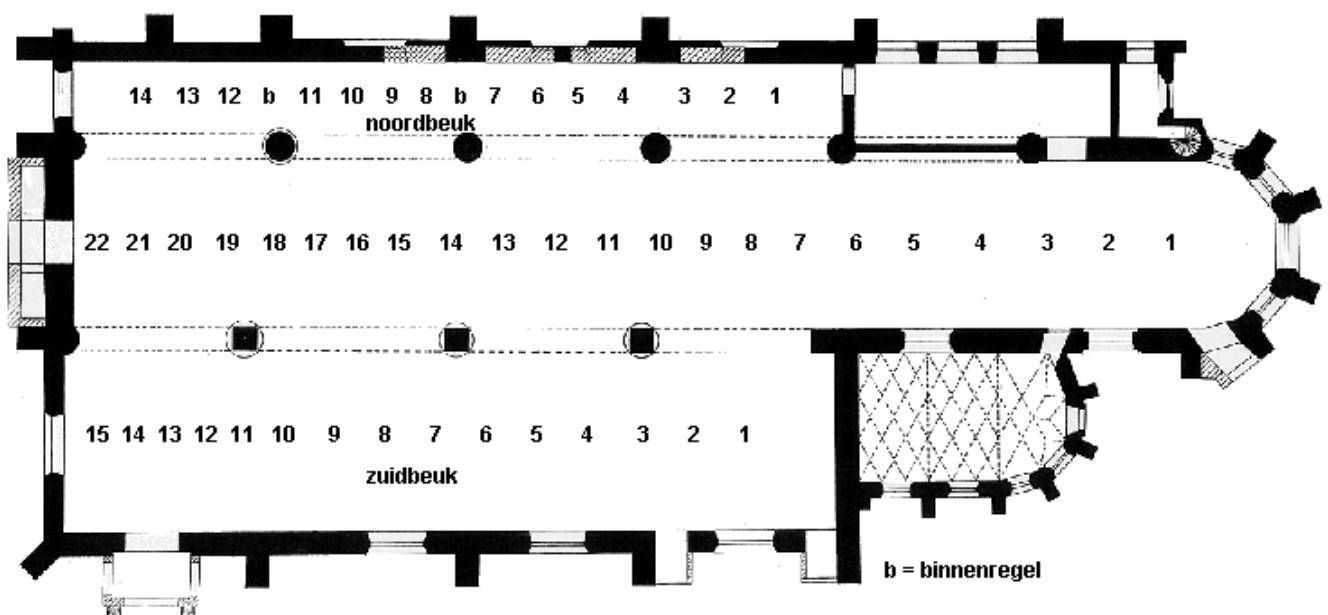 14 13 12 b 11 10 9 8 b 7 6 5 4 3 2 1
noordbeuk
22 21 20 19 18 17 16 15 14 13 12 11 10 9 8 7 6 5 4 3 2 1
15 14 13 12 11 10 9 8 7 6 5 4 3 2 1
zuidbeuk
b = binnenregel